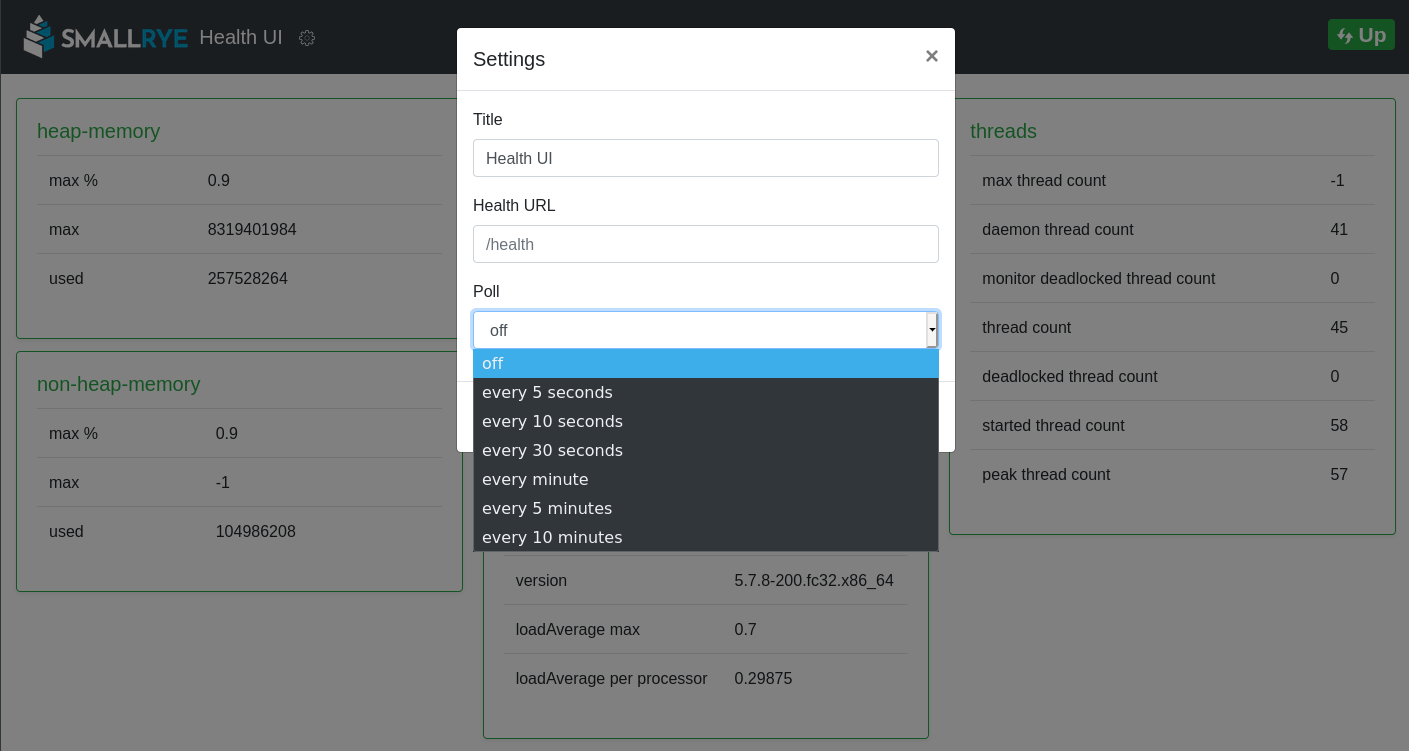 SMALLRYE Health UI
Up
Settings
×
Title
Health UI
Health URL
/health
Poll
off
off
every 5 seconds
every 10 seconds
every 30 seconds
every minute
every 5 minutes
every 10 minutes
heap-memory
max % 0.9
max 8319401984
used 257528264
non-heap-memory
max % 0.9
max -1
used 104986208
version 5.7.8-200.fc32.x86_64
loadAverage max 0.7
loadAverage per processor 0.29875
threads
max thread count -1
daemon thread count 41
monitor deadlocked thread count 0
thread count 45
deadlocked thread count 0
started thread count 58
peak thread count 57